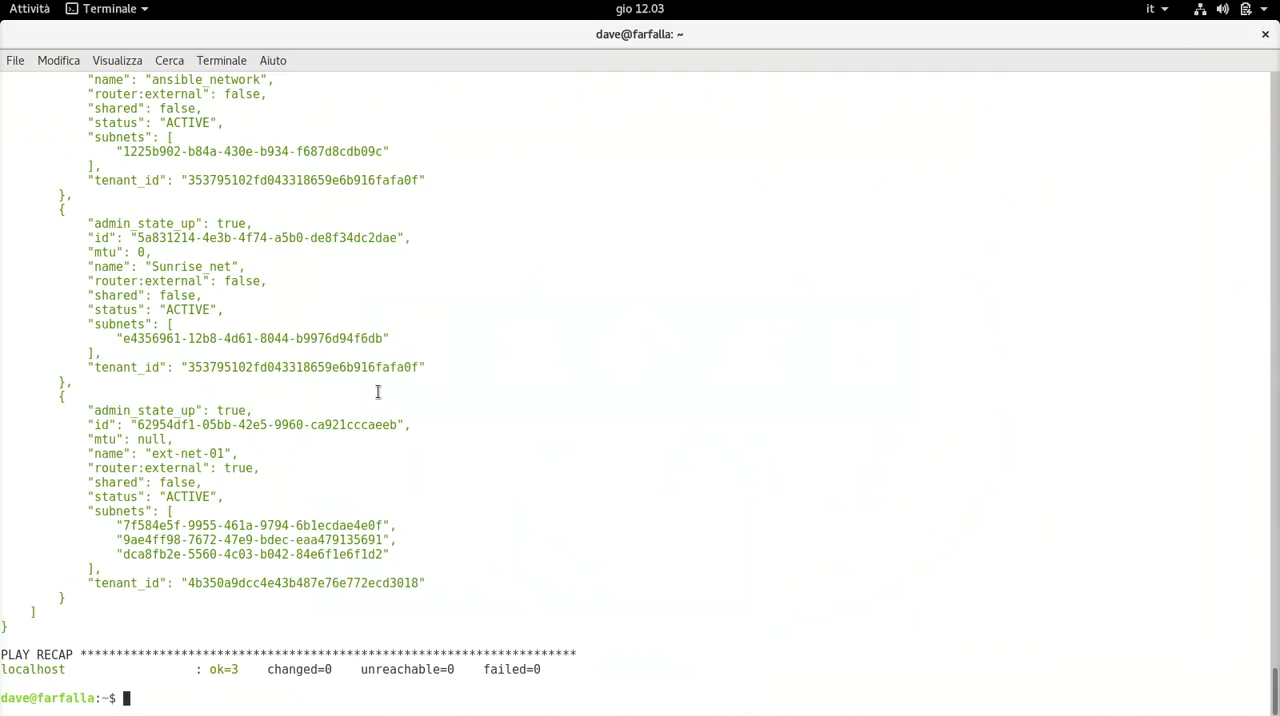 Attività Terminale gio 12.03 it
dave@farfalla: ~ ×
File Modifica Visualizza Cerca Terminale Aiuto
"name": "ansible_network",
"router:external": false,
"shared": false,
"status": "ACTIVE",
"subnets": [
"1225b902-b84a-430e-b934-f687d8cdb09c"
],
"tenant_id": "353795102fd043318659e6b916fafa0f"
},
{
"admin_state_up": true,
"id": "5a831214-4e3b-4f74-a5b0-de8f34dc2dae",
"mtu": 0,
"name": "Sunrise_net",
"router:external": false,
"shared": false,
"status": "ACTIVE",
"subnets": [
"e4356961-12b8-4d61-8044-b9976d94f6db"
],
"tenant_id": "353795102fd043318659e6b916fafa0f"
},
{
"admin_state_up": true,
"id": "62954df1-05bb-42e5-9960-ca921cccaeeb",
"mtu": null,
"name": "ext-net-01",
"router:external": true,
"shared": false,
"status": "ACTIVE",
"subnets": [
"7f584e5f-9955-461a-9794-6b1ecdae4e0f",
"9ae4ff98-7672-47e9-bdec-eaa479135691",
"dca8fb2e-5560-4c03-b042-84e6f1e6f1d2"
],
"tenant_id": "4b350a9dcc4e43b487e76e772ecd3018"
}
]
}
PLAY RECAP *********************************************************************
localhost : ok=3 changed=0 unreachable=0 failed=0
dave@farfalla:~$